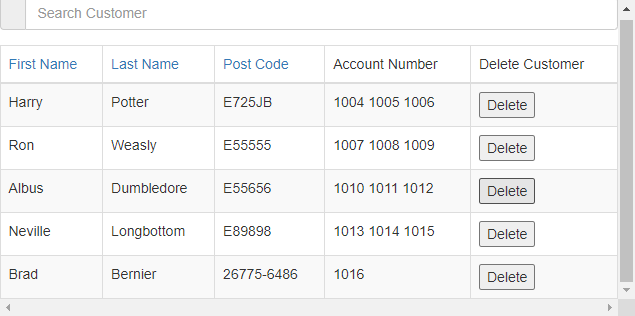 Search Customer
First Name Last Name Post Code Account Number Delete Customer
Harry Potter E725JB 1004 1005 1006 Delete
Ron Weasly E55555 1007 1008 1009 Delete
Albus Dumbledore E55656 1010 1011 1012 Delete
Neville Longbottom E89898 1013 1014 1015 Delete
Brad Bernier 26775-6486 1016 Delete